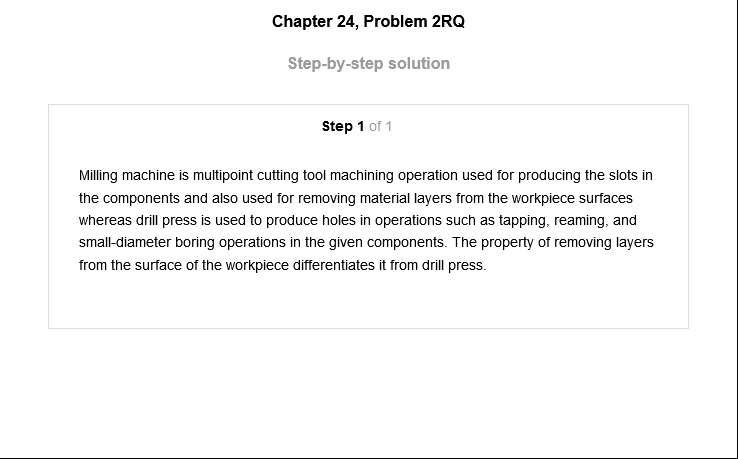 Chapter 24, Problem 2RQ
Step-by-step solution
Step 1 of 1
Milling machine is multipoint cutting tool machining operation used for producing the slots in
the components and also used for removing material layers from the workpiece surfaces
whereas drill press is used to produce holes in operations such as tapping, reaming, and
small-diameter boring operations in the given components. The property of removing layers
from the surface of the workpiece differentiates it from drill press.